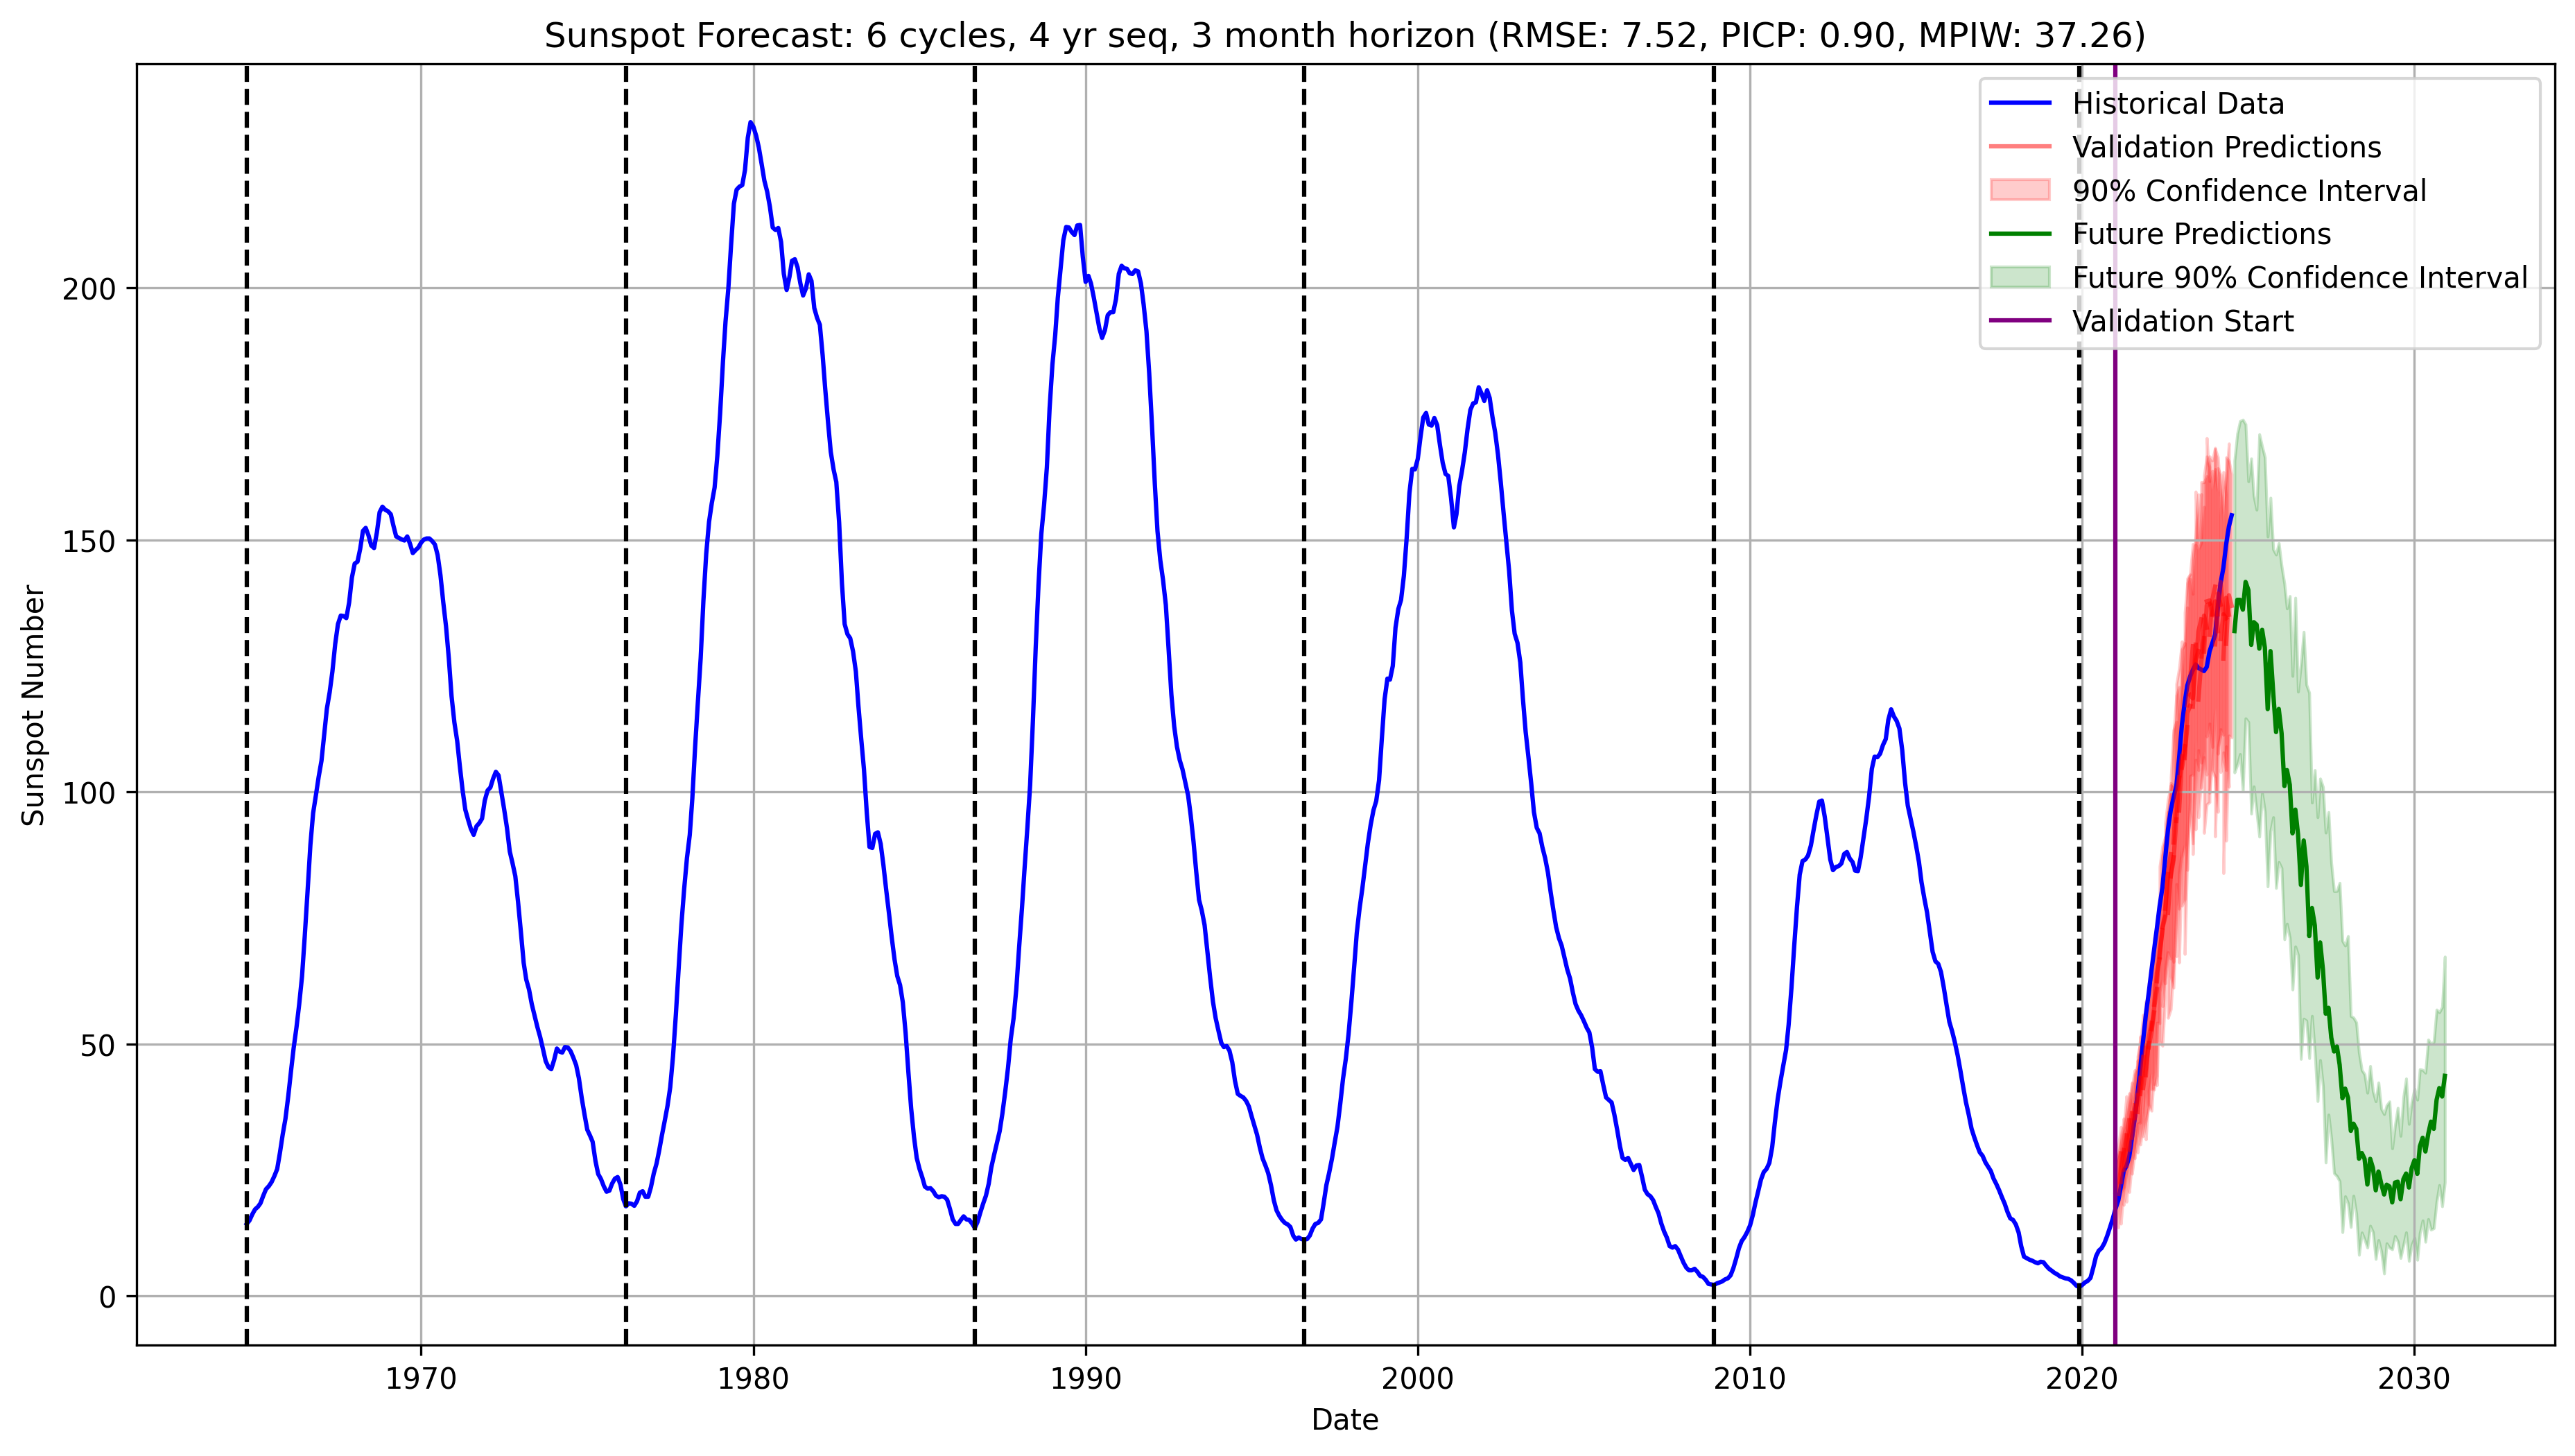 Sunspot Forecast: 6 cycles, 4 yr seq, 3 month horizon (RMSE: 7.52, PICP: 0.90, MPIW: 37.26)
Historical Data
Validation Predictions
90% Confidence Interval
Future Predictions
Future 90% Confidence Interval
Validation Start
Sunspot Number
200
150
100
50
0
1970 1980 1990 2000 2010 2020 2030
Date